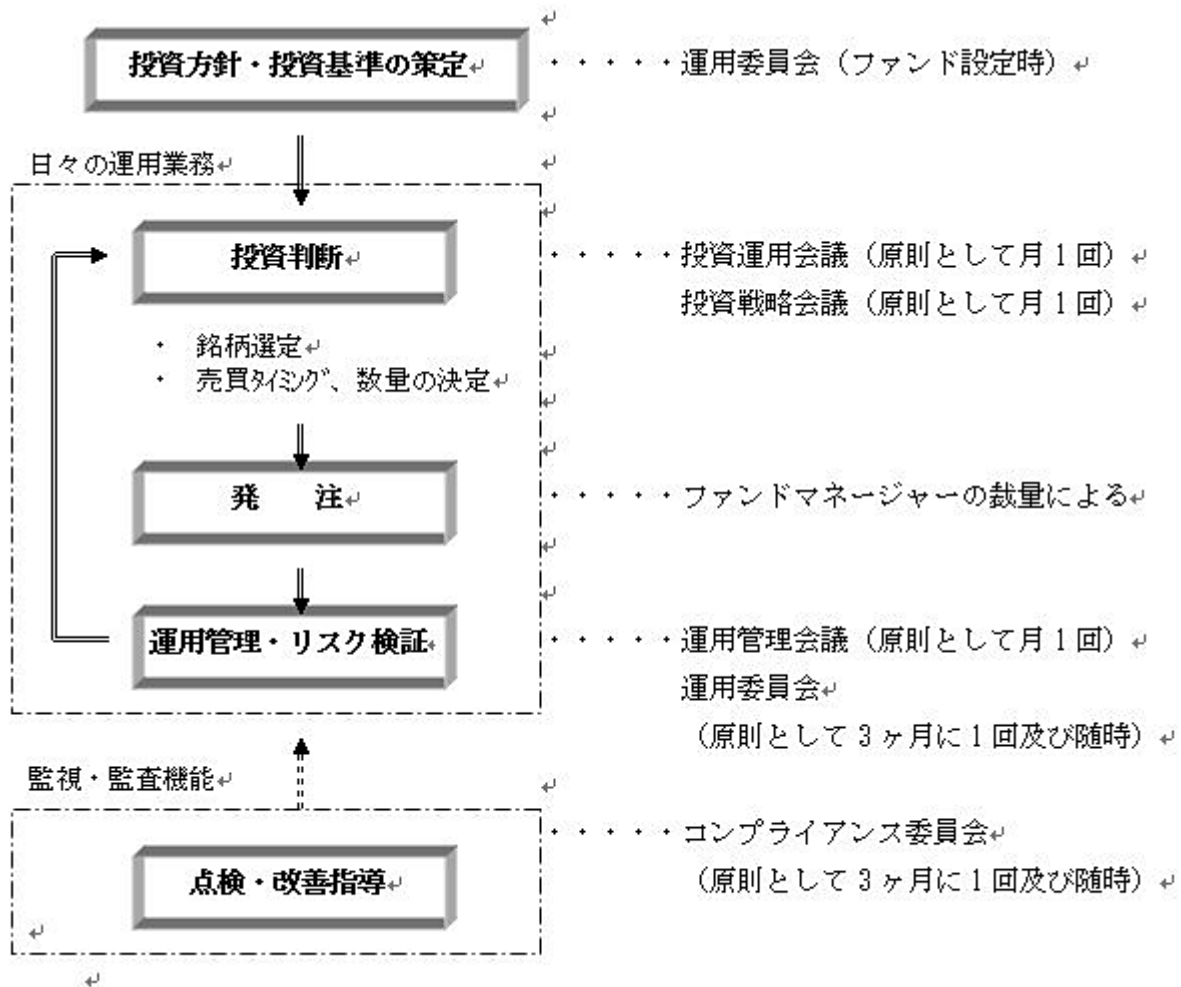 投資方針・投資基準の策定
・・・・・運用委員会（ファンド設定時）
日々の運用業務
投資判断
・・・・・投資運用会議（原則として月１回）
投資戦略会議（原則として月１回）
・ 銘柄選定
・ 売買ﾀｲﾐﾝｸﾞ、数量の決定
発　　注
・・・・・ファンドマネージャーの裁量による
運用管理・リスク検証
・・・・・運用管理会議（原則として月１回）
運用委員会
（原則として３ヶ月に１回及び随時）
監視・監査機能
・・・・・コンプライアンス委員会
点検・改善指導
（原則として３ヶ月に１回及び随時）